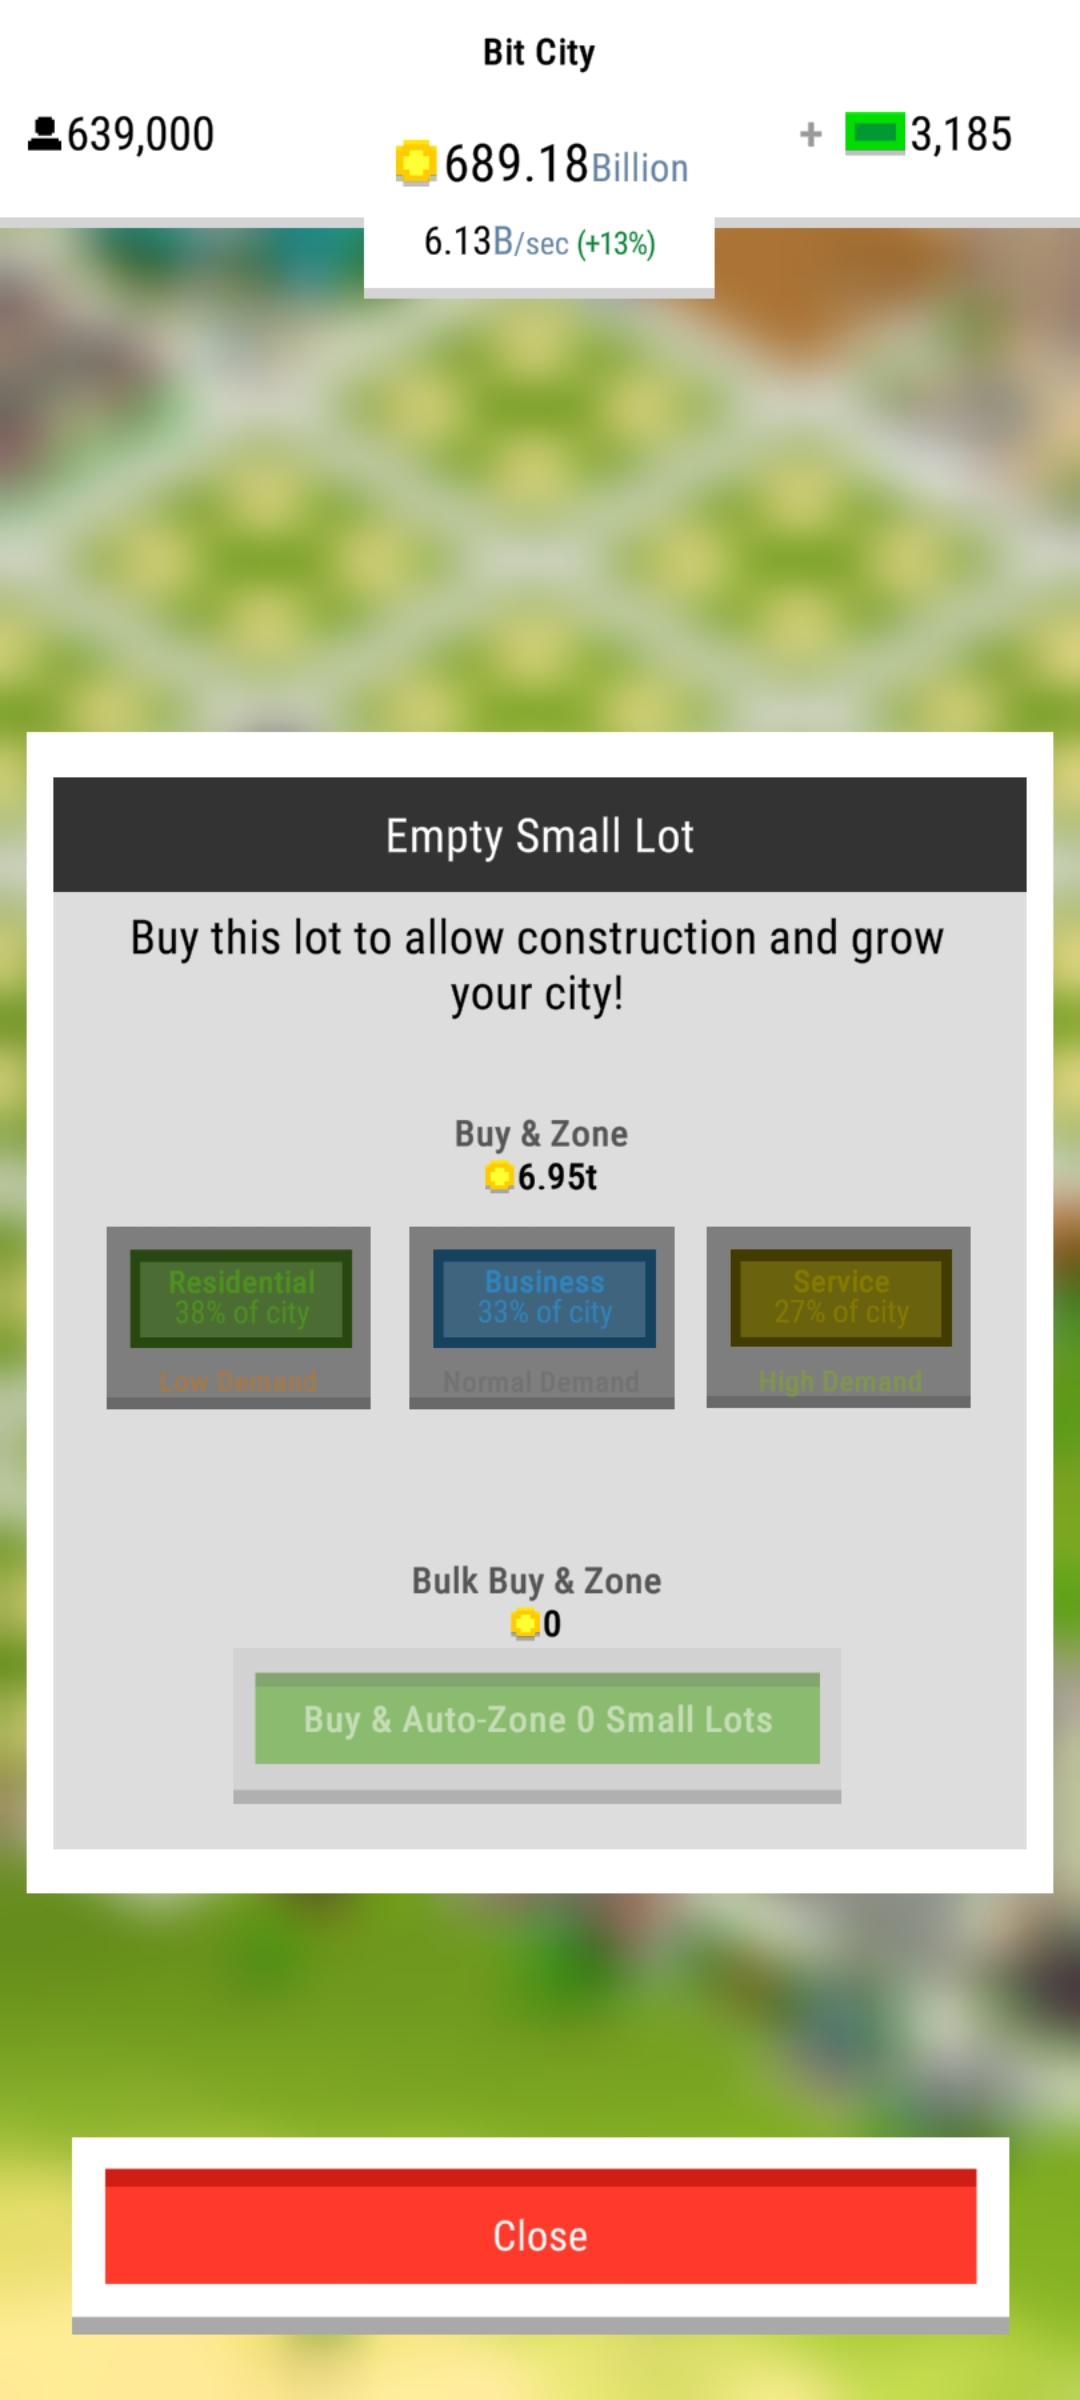 Bit City
639,000
689.18Billion
+ 3,185
6.13B/sec (+13%)
Empty Small Lot
Buy this lot to allow construction and grow
your city!
Buy & Zone
6.95t
Residential
38% of city
Low Demand
Business
33% of city
Normal Demand
Service
27% of city
High Demand
Bulk Buy & Zone
0
Buy & Auto-Zone 0 Small Lots
Close